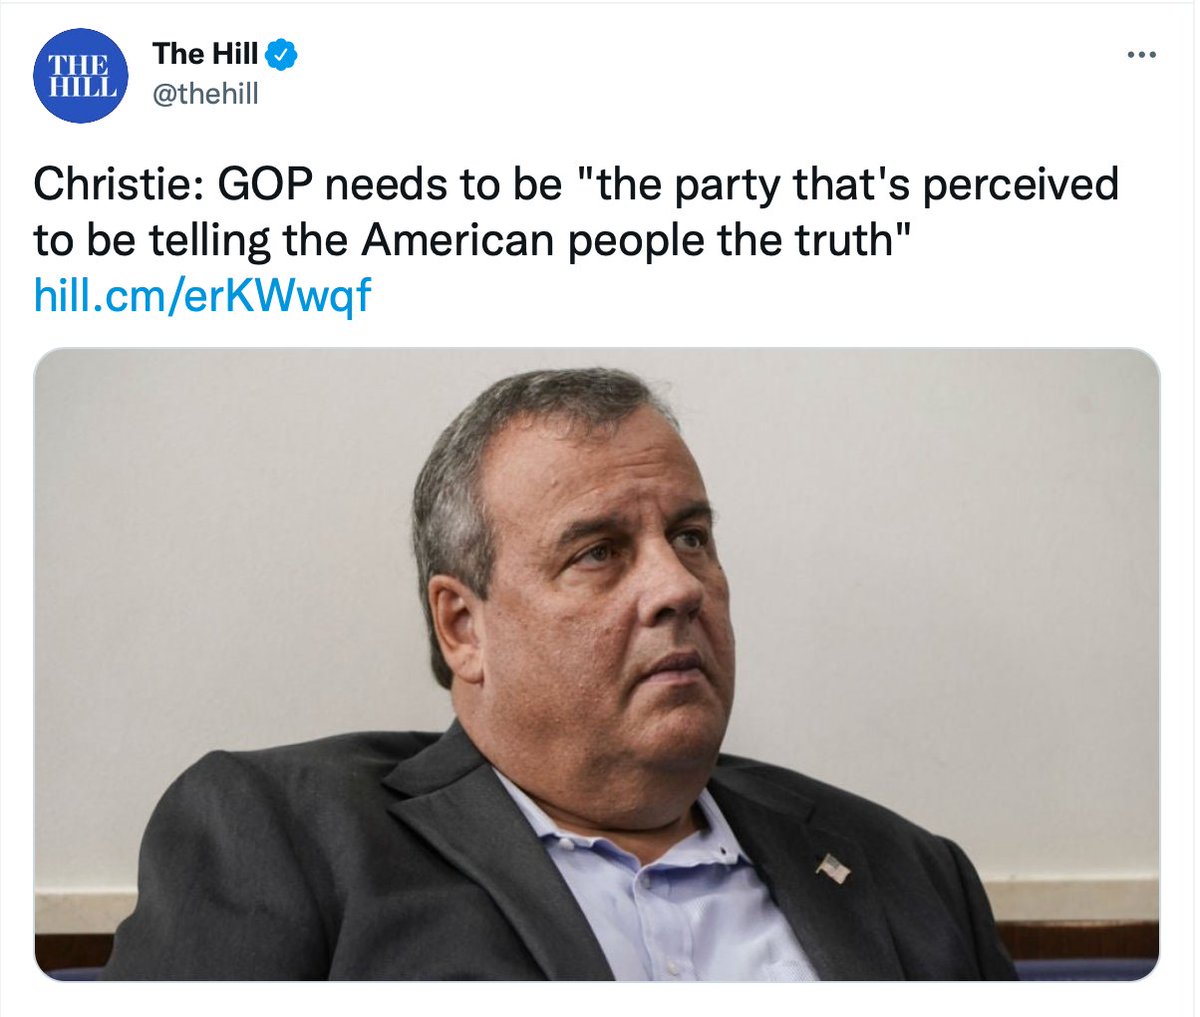 THE
HILL
The Hill
@thehill
Christie: GOP needs to be "the party that's perceived
to be telling the American people the truth"
hill.cm/erKWwqf